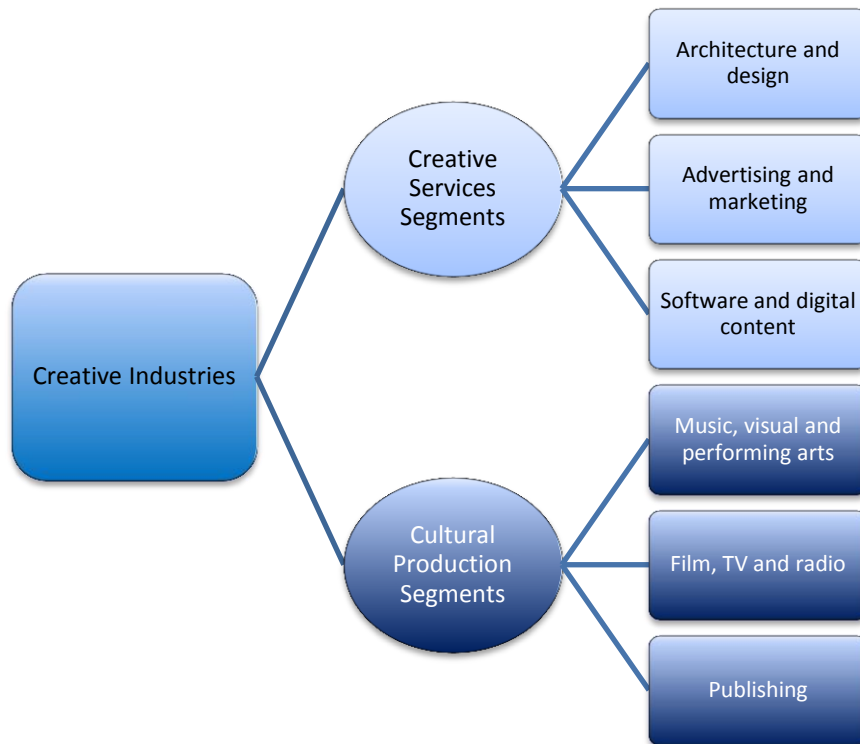 Architecture and
design
Creative
Services
Segments
Advertising and
marketing
Software and digital
content
Creative Industries
Music, visual and
performing arts
Cultural
Production
Segments
Film, TV and radio
Publishing